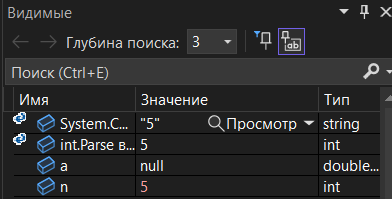 Видимые
Глубина поиска: 3
Поиск (Ctrl+E)
Имя Значение Тип
System.C... "5" Просмотр string
int.Parse в... 5 int
a null double...
n 5 int